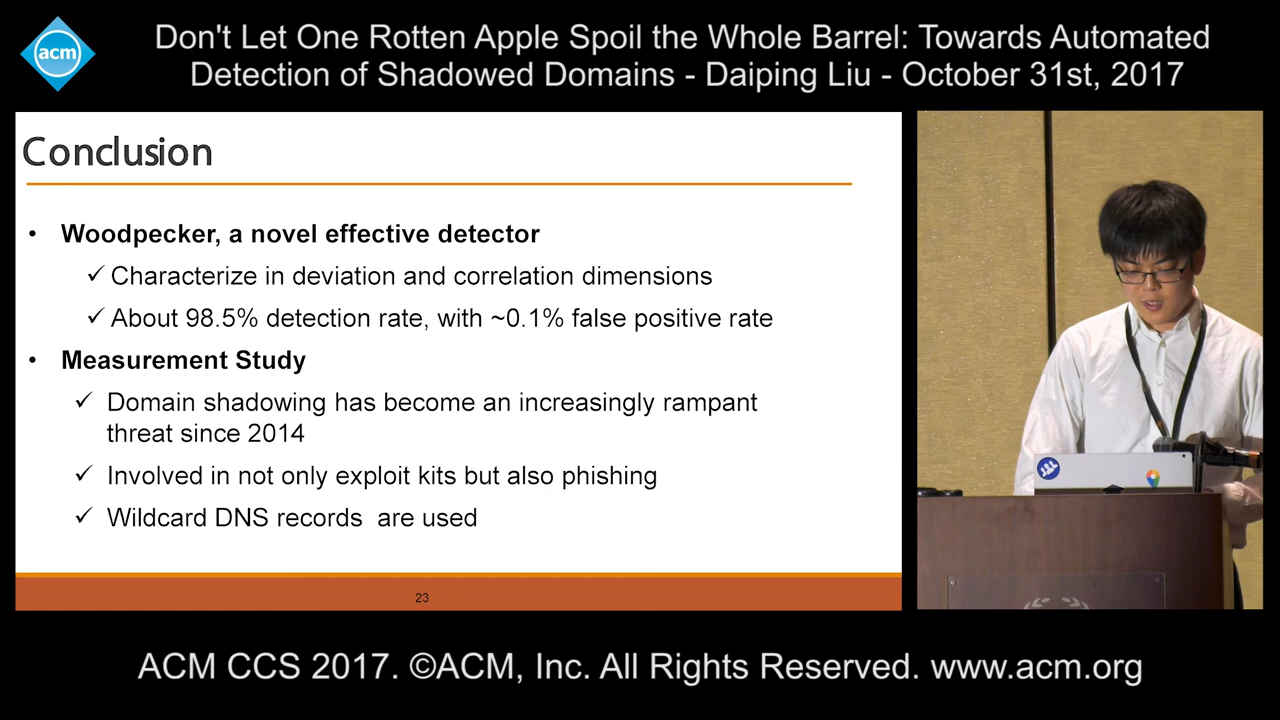 acm
Don't Let One Rotten Apple Spoil the Whole Barrel: Towards Automated
Detection of Shadowed Domains - Daiping Liu - October 31st, 2017
Conclusion
• Woodpecker, a novel effective detector
✓ Characterize in deviation and correlation dimensions
✓ About 98.5% detection rate, with ~0.1% false positive rate
• Measurement Study
✓ Domain shadowing has become an increasingly rampant
threat since 2014
✓ Involved in not only exploit kits but also phishing
✓ Wildcard DNS records are used
23
ACM CCS 2017. ©ACM, Inc. All Rights Reserved. www.acm.org